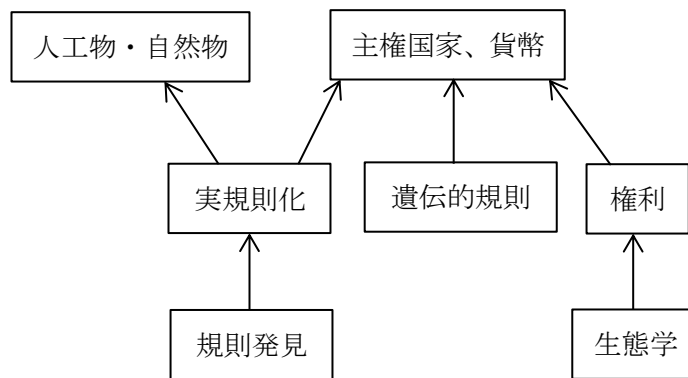 人工物・自然物
主権国家、貨幣
実規則化
遺伝的規則
権利
規則発見
生態学